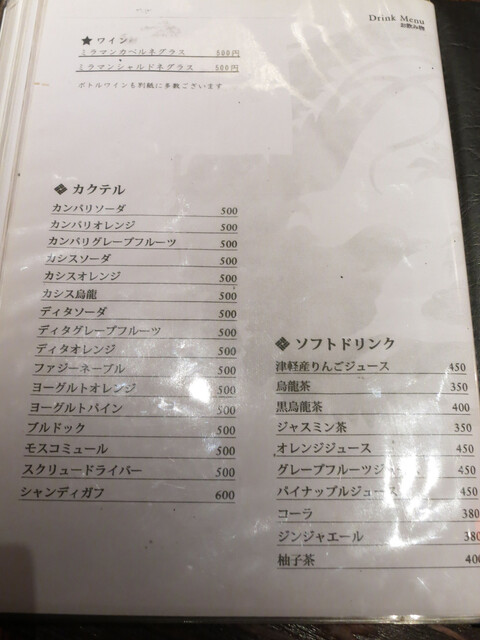 Drink Menu
お飲み物
★ ワイン
ミラマンカベルネグラス 500円
ミラマンシャルドネグラス 500円
ボトルワインも別紙に多数ございます
❖ カクテル
カンパリソーダ 500
カンパリオレンジ 500
カンパリグレープフルーツ 500
カシスソーダ 500
カシスオレンジ 500
カシス烏龍 500
ディタソーダ 500
ディタグレープフルーツ 500
ディタオレンジ 500
ファジーネーブル 500
ヨーグルトオレンジ 500
ヨーグルトパイン 500
ブルドック 500
モスコミュール 500
スクリュードライバー 500
シャンディガフ 600
❖ ソフトドリンク
津軽産りんごジュース 450
烏龍茶 350
黒烏龍茶 400
ジャスミン茶 350
オレンジジュース 450
グレープフルーツジュース 450
パイナップルジュース 450
コーラ 380
ジンジャエール 380
柚子茶 400